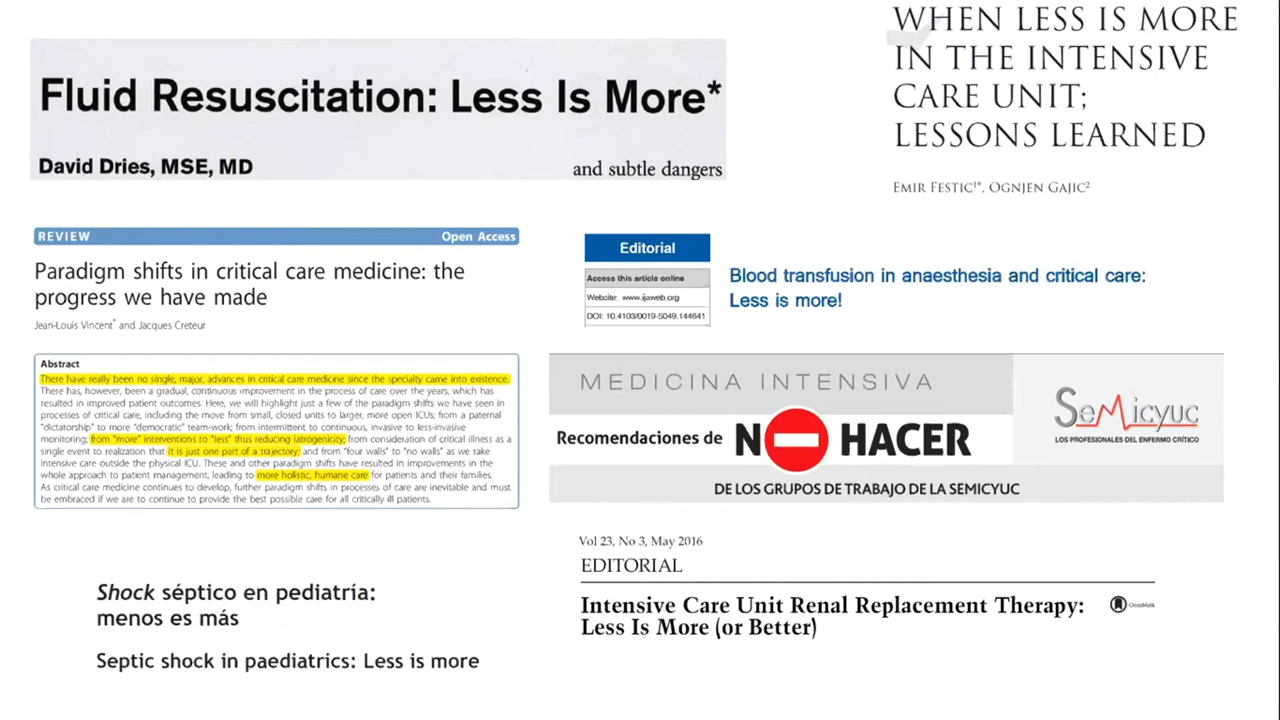 WHEN LESS IS MORE
IN THE INTENSIVE
CARE UNIT;
LESSONS LEARNED
EMIR FESTIC¹*, OGNJEN GAJIC²
Fluid Resuscitation: Less Is More*
David Dries, MSE, MD
and subtle dangers
REVIEW
Open Access
Paradigm shifts in critical care medicine: the
progress we have made
Jean-Louis Vincent* and Jacques Creteur
Abstract
There have really been no single, major, advances in critical care medicine since the specialty came into existence.
There has, however, been a gradual, continuous improvement in the process of care over the years, which has
resulted in improved patient outcomes. Here, we will highlight just a few of the paradigm shifts we have seen in
processes of critical care, including the move from small, closed units to larger, more open ICUs; from a paternal
"dictatorship" to more "democratic" team-work; from intermittent to continuous, invasive to less-invasive
monitoring; from "more" interventions to "less" thus reducing iatrogenicity; from consideration of critical illness as a
single event to realization that it is just one part of a trajectory; and from "four walls" to "no walls" as we take
intensive care outside the physical ICU. These and other paradigm shifts have resulted in improvements in the
whole approach to patient management, leading to more holistic, humane care for patients and their families.
As critical care medicine continues to develop, further paradigm shifts in processes of care are inevitable and must
be embraced if we are to continue to provide the best possible care for all critically ill patients.
Editorial
Access this article online
Website: www.ijaweb.org
DOI: 10.4103/0019-5049.144641
Blood transfusion in anaesthesia and critical care:
Less is more!
MEDICINA INTENSIVA
Recomendaciones de NO HACER
DE LOS GRUPOS DE TRABAJO DE LA SEMICYUC
SeMicyuc
LOS PROFESIONALES DEL ENFERMO CRÍTICO
Shock séptico en pediatría:
menos es más
Septic shock in paediatrics: Less is more
Vol 23, No 3, May 2016
EDITORIAL
Intensive Care Unit Renal Replacement Therapy:
Less Is More (or Better)
CrossMark